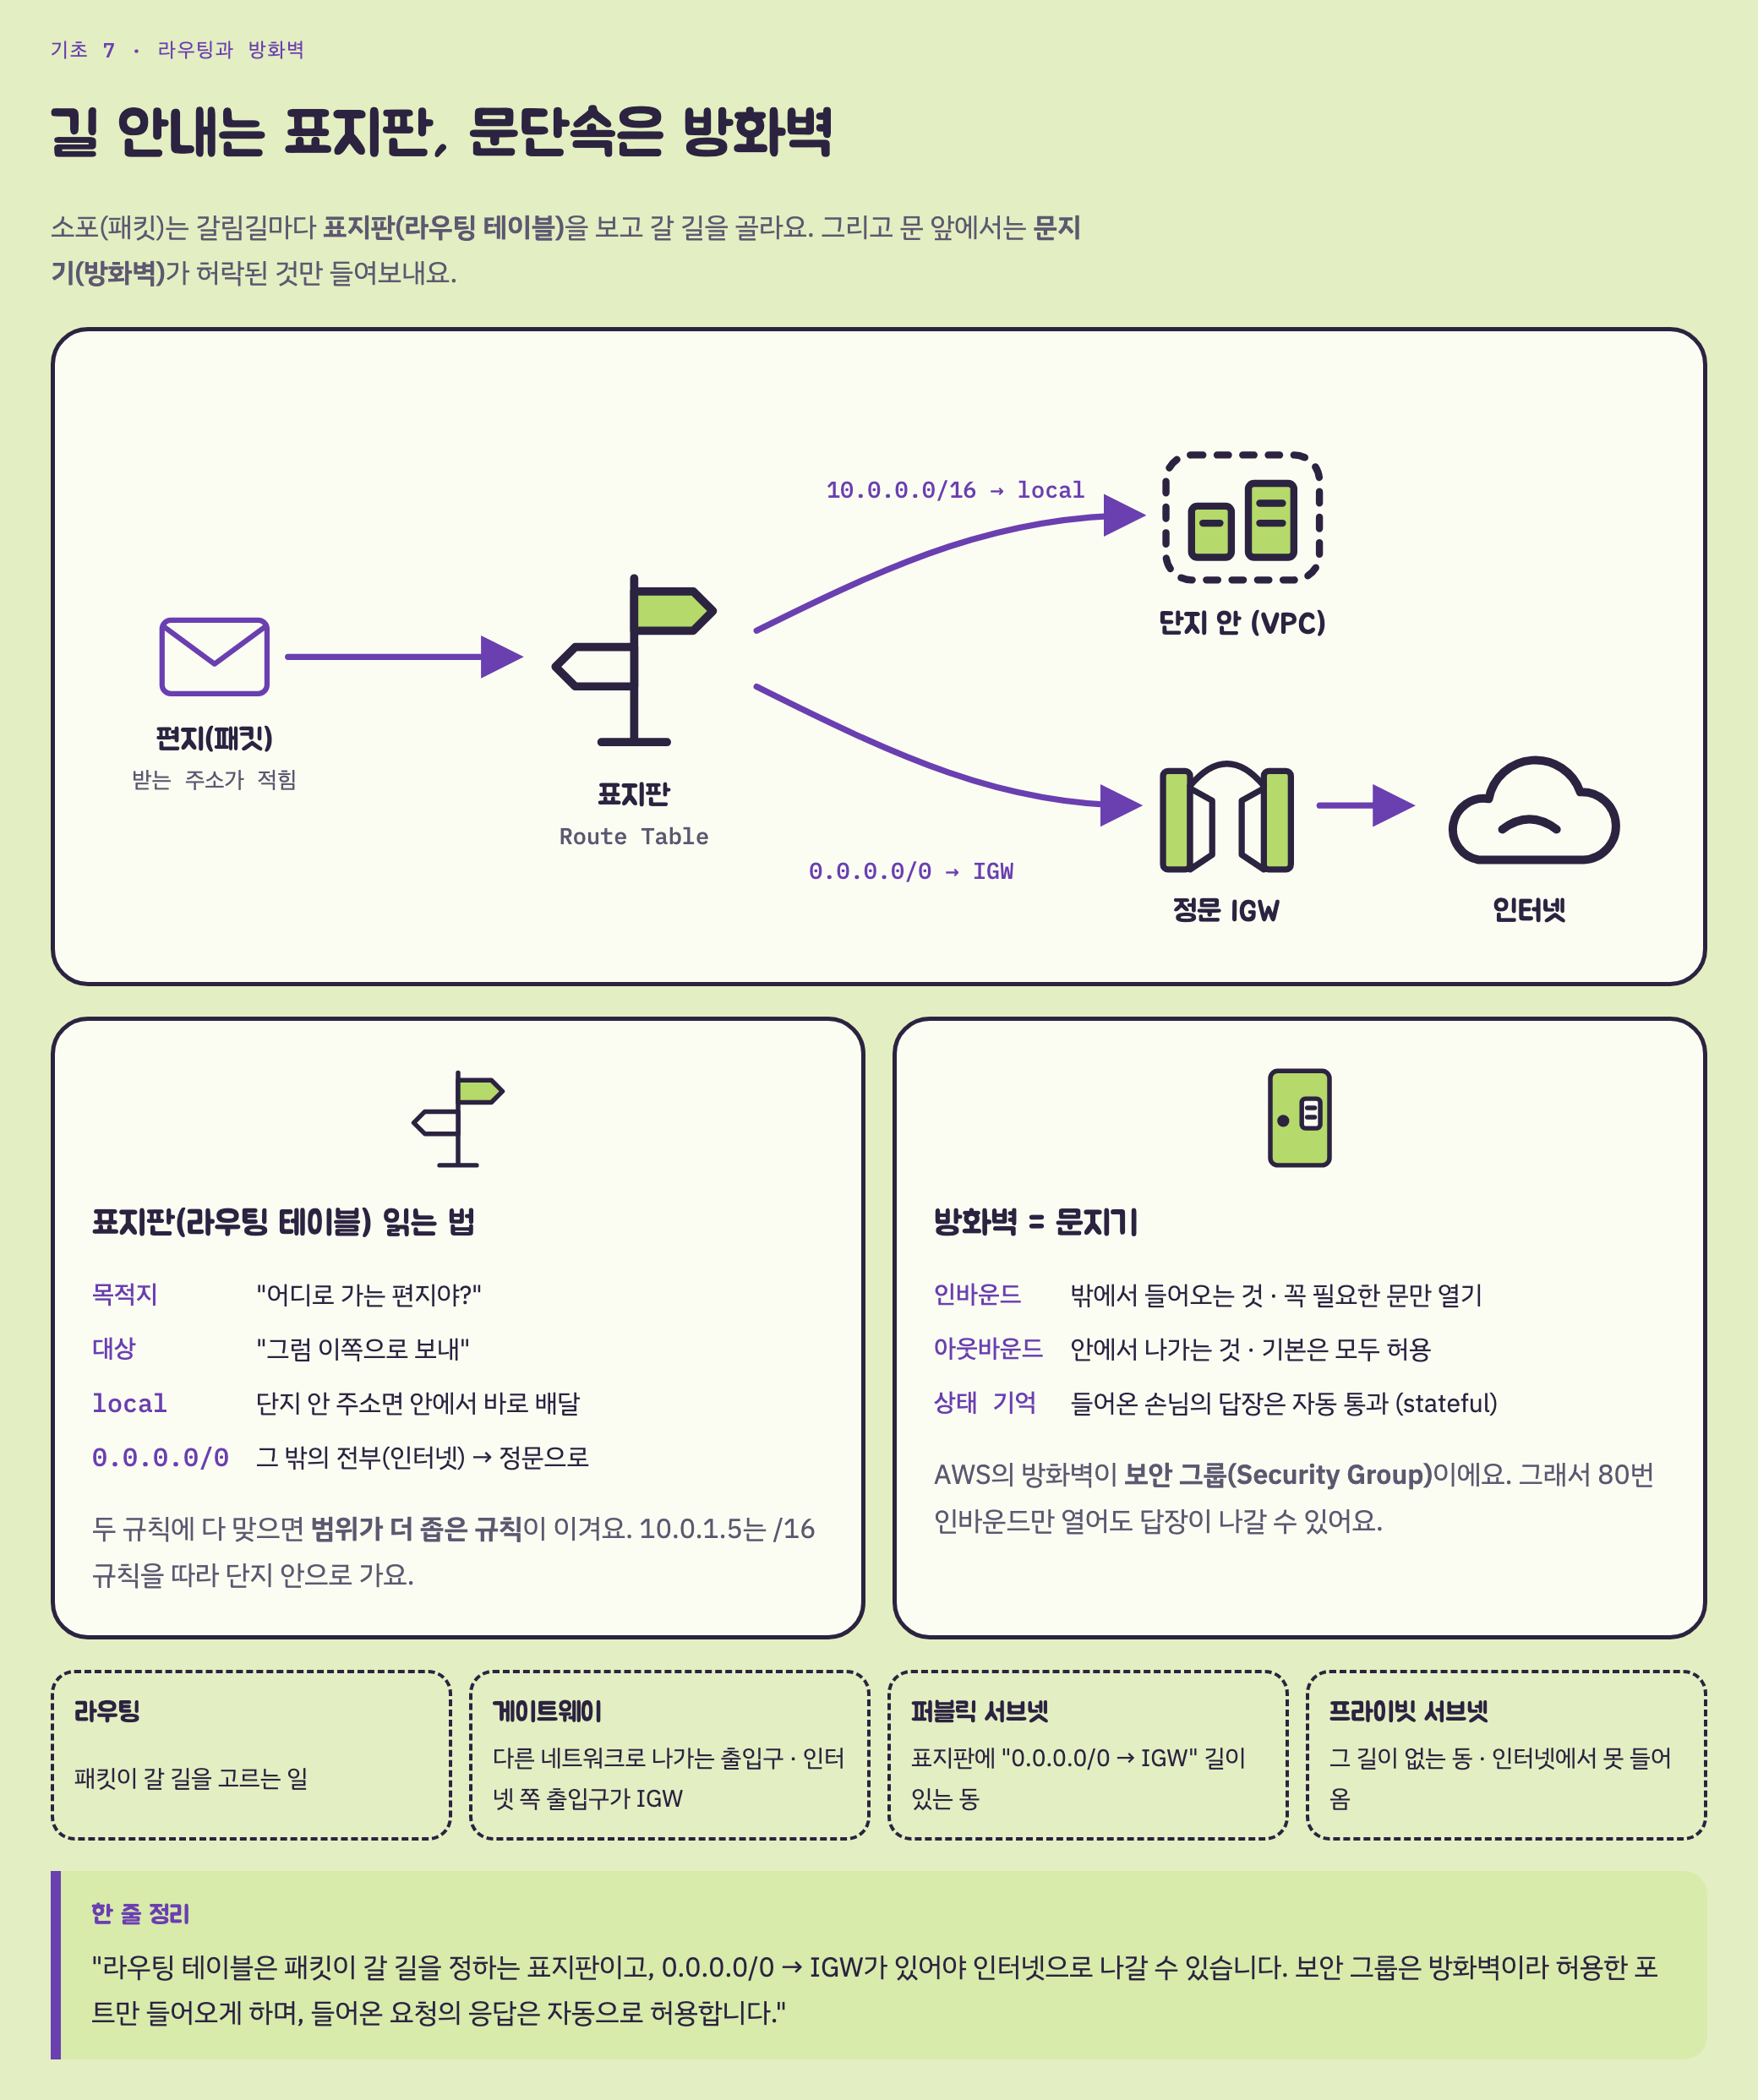 기초 7 · 라우팅과 방화벽
길 안내는 표지판, 문단속은 방화벽
소포(패킷)는 갈림길마다 표지판(라우팅 테이블)을 보고 갈 길을 골라요. 그리고 문 앞에서는 문지
기(방화벽)가 허락된 것만 들여보내요.
10.0.0.0/16 → local
단지 안 (VPC)
편지(패킷)
받는 주소가 적힘
표지판
Route Table
0.0.0.0/0 → IGW
정문 IGW
인터넷
표지판(라우팅 테이블) 읽는 법
목적지 "어디로 가는 편지야?"
대상 "그럼 이쪽으로 보내"
local 단지 안 주소면 안에서 바로 배달
0.0.0.0/0 그 밖의 전부(인터넷) → 정문으로
두 규칙에 다 맞으면 범위가 더 좁은 규칙이 이겨요. 10.0.1.5는 /16
규칙을 따라 단지 안으로 가요.
방화벽 = 문지기
인바운드 밖에서 들어오는 것 · 꼭 필요한 문만 열기
아웃바운드 안에서 나가는 것 · 기본은 모두 허용
상태 기억 들어온 손님의 답장은 자동 통과 (stateful)
AWS의 방화벽이 보안 그룹(Security Group)이에요. 그래서 80번
인바운드만 열어도 답장이 나갈 수 있어요.
라우팅
패킷이 갈 길을 고르는 일
게이트웨이
다른 네트워크로 나가는 출입구 · 인터
넷 쪽 출입구가 IGW
퍼블릭 서브넷
표지판에 "0.0.0.0/0 → IGW" 길이
있는 동
프라이빗 서브넷
그 길이 없는 동 · 인터넷에서 못 들어
옴
한 줄 정리
"라우팅 테이블은 패킷이 갈 길을 정하는 표지판이고, 0.0.0.0/0 → IGW가 있어야 인터넷으로 나갈 수 있습니다. 보안 그룹은 방화벽이라 허용한 포
트만 들어오게 하며, 들어온 요청의 응답은 자동으로 허용합니다."